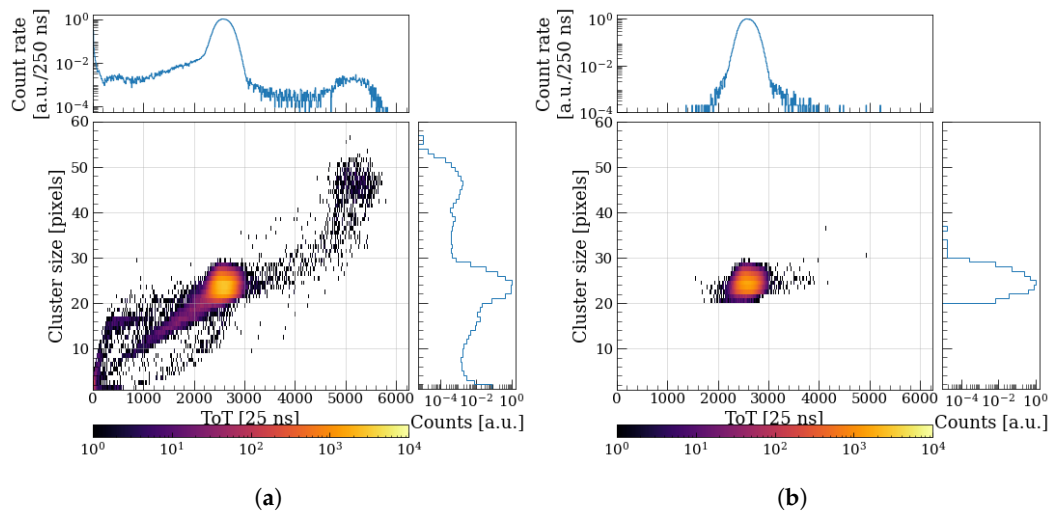 Count rate
[a.u./250 ns]
10^0
10^-2
10^-4
Cluster size [pixels]
60
50
40
30
20
10
0 1000 2000 3000 4000 5000 6000
ToT [25 ns]
10^-4 10^-2 10^0
Counts [a.u.]
10^0 10^1 10^2 10^3 10^4
(a)
Count rate
[a.u./250 ns]
10^0
10^-2
10^-4
Cluster size [pixels]
60
50
40
30
20
10
0 1000 2000 3000 4000 5000 6000
ToT [25 ns]
10^-4 10^-2 10^0
Counts [a.u.]
10^0 10^1 10^2 10^3 10^4
(b)